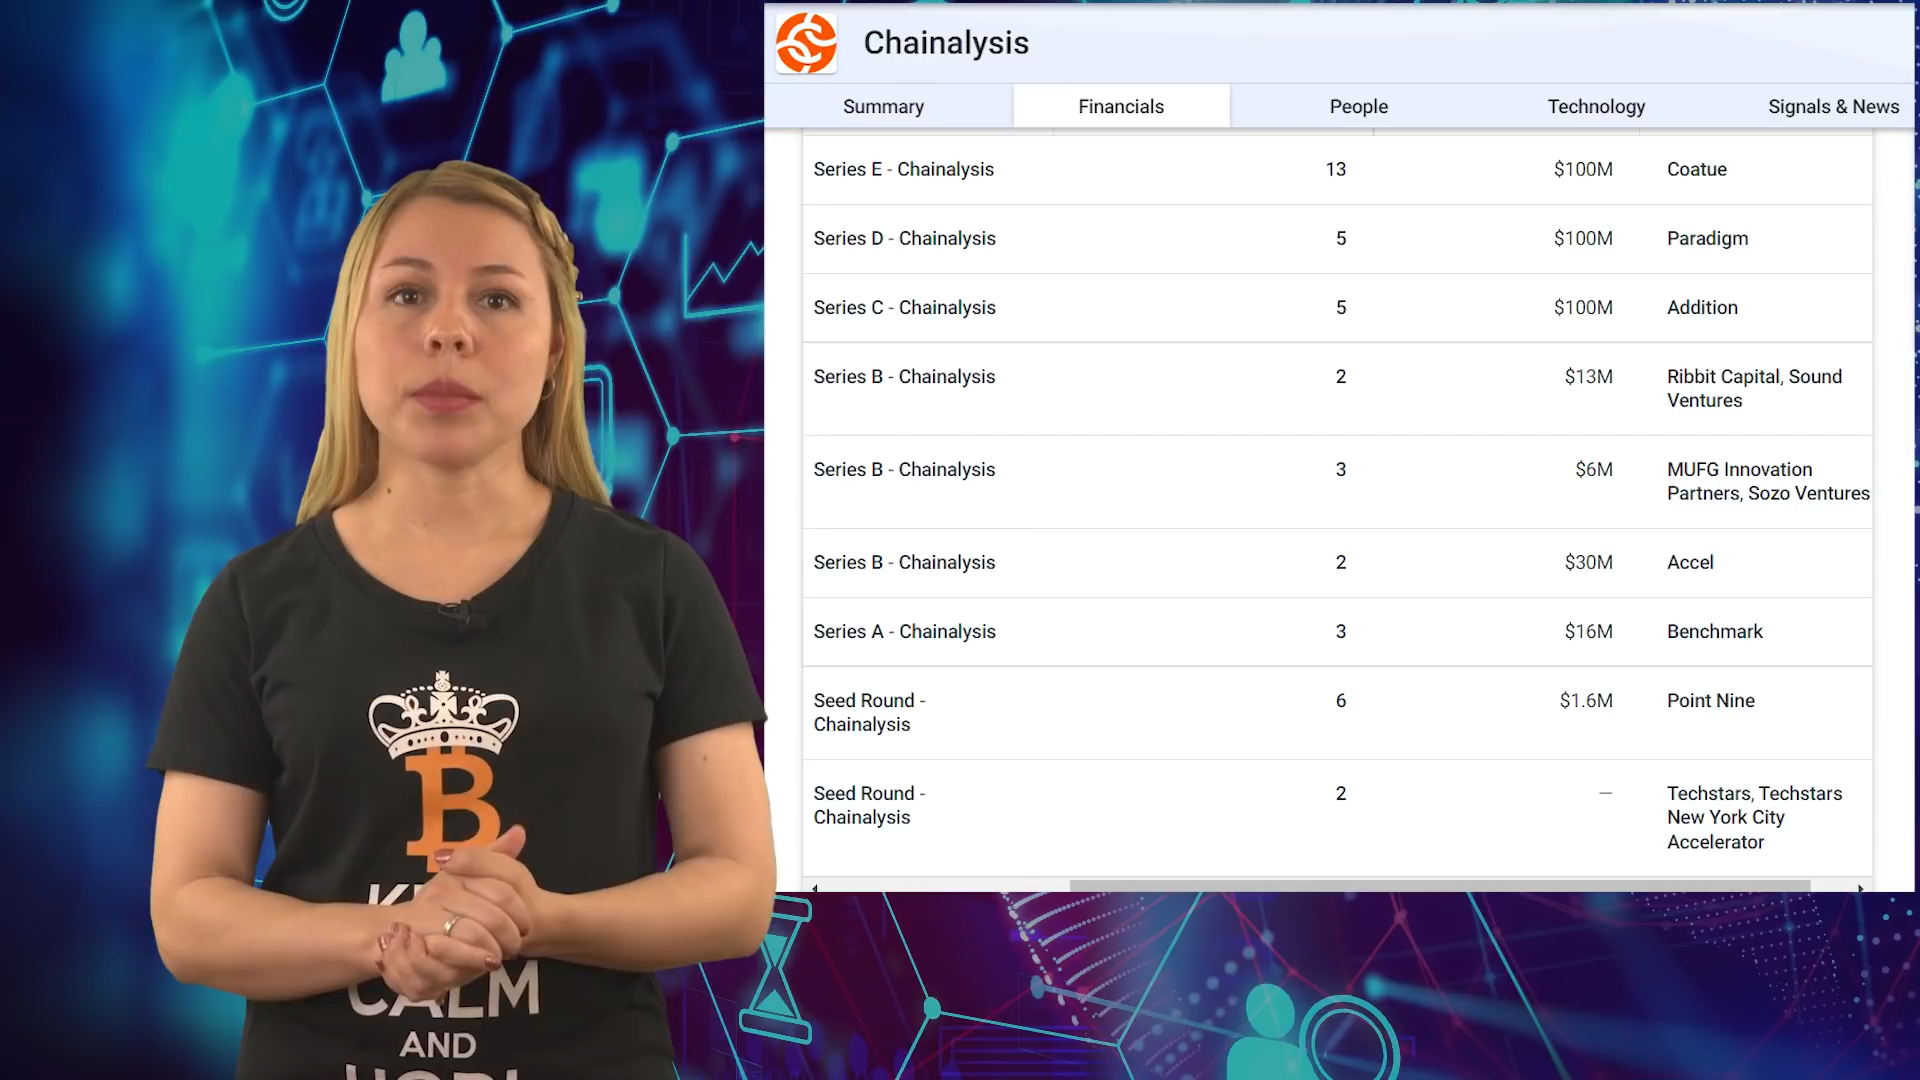 Chainalysis
Summary
Financials
People
Technology
Signals & News
Series E - Chainalysis 13 $100M Coatue
Series D - Chainalysis 5 $100M Paradigm
Series C - Chainalysis 5 $100M Addition
Series B - Chainalysis 2 $13M Ribbit Capital, Sound
Ventures
Series B - Chainalysis 3 $6M MUFG Innovation
Partners, Sozo Ventures
Series B - Chainalysis 2 $30M Accel
Series A - Chainalysis 3 $16M Benchmark
Seed Round -
Chainalysis 6 $1.6M Point Nine
Seed Round -
Chainalysis 2 — Techstars, Techstars
New York City
Accelerator
CALM
AND